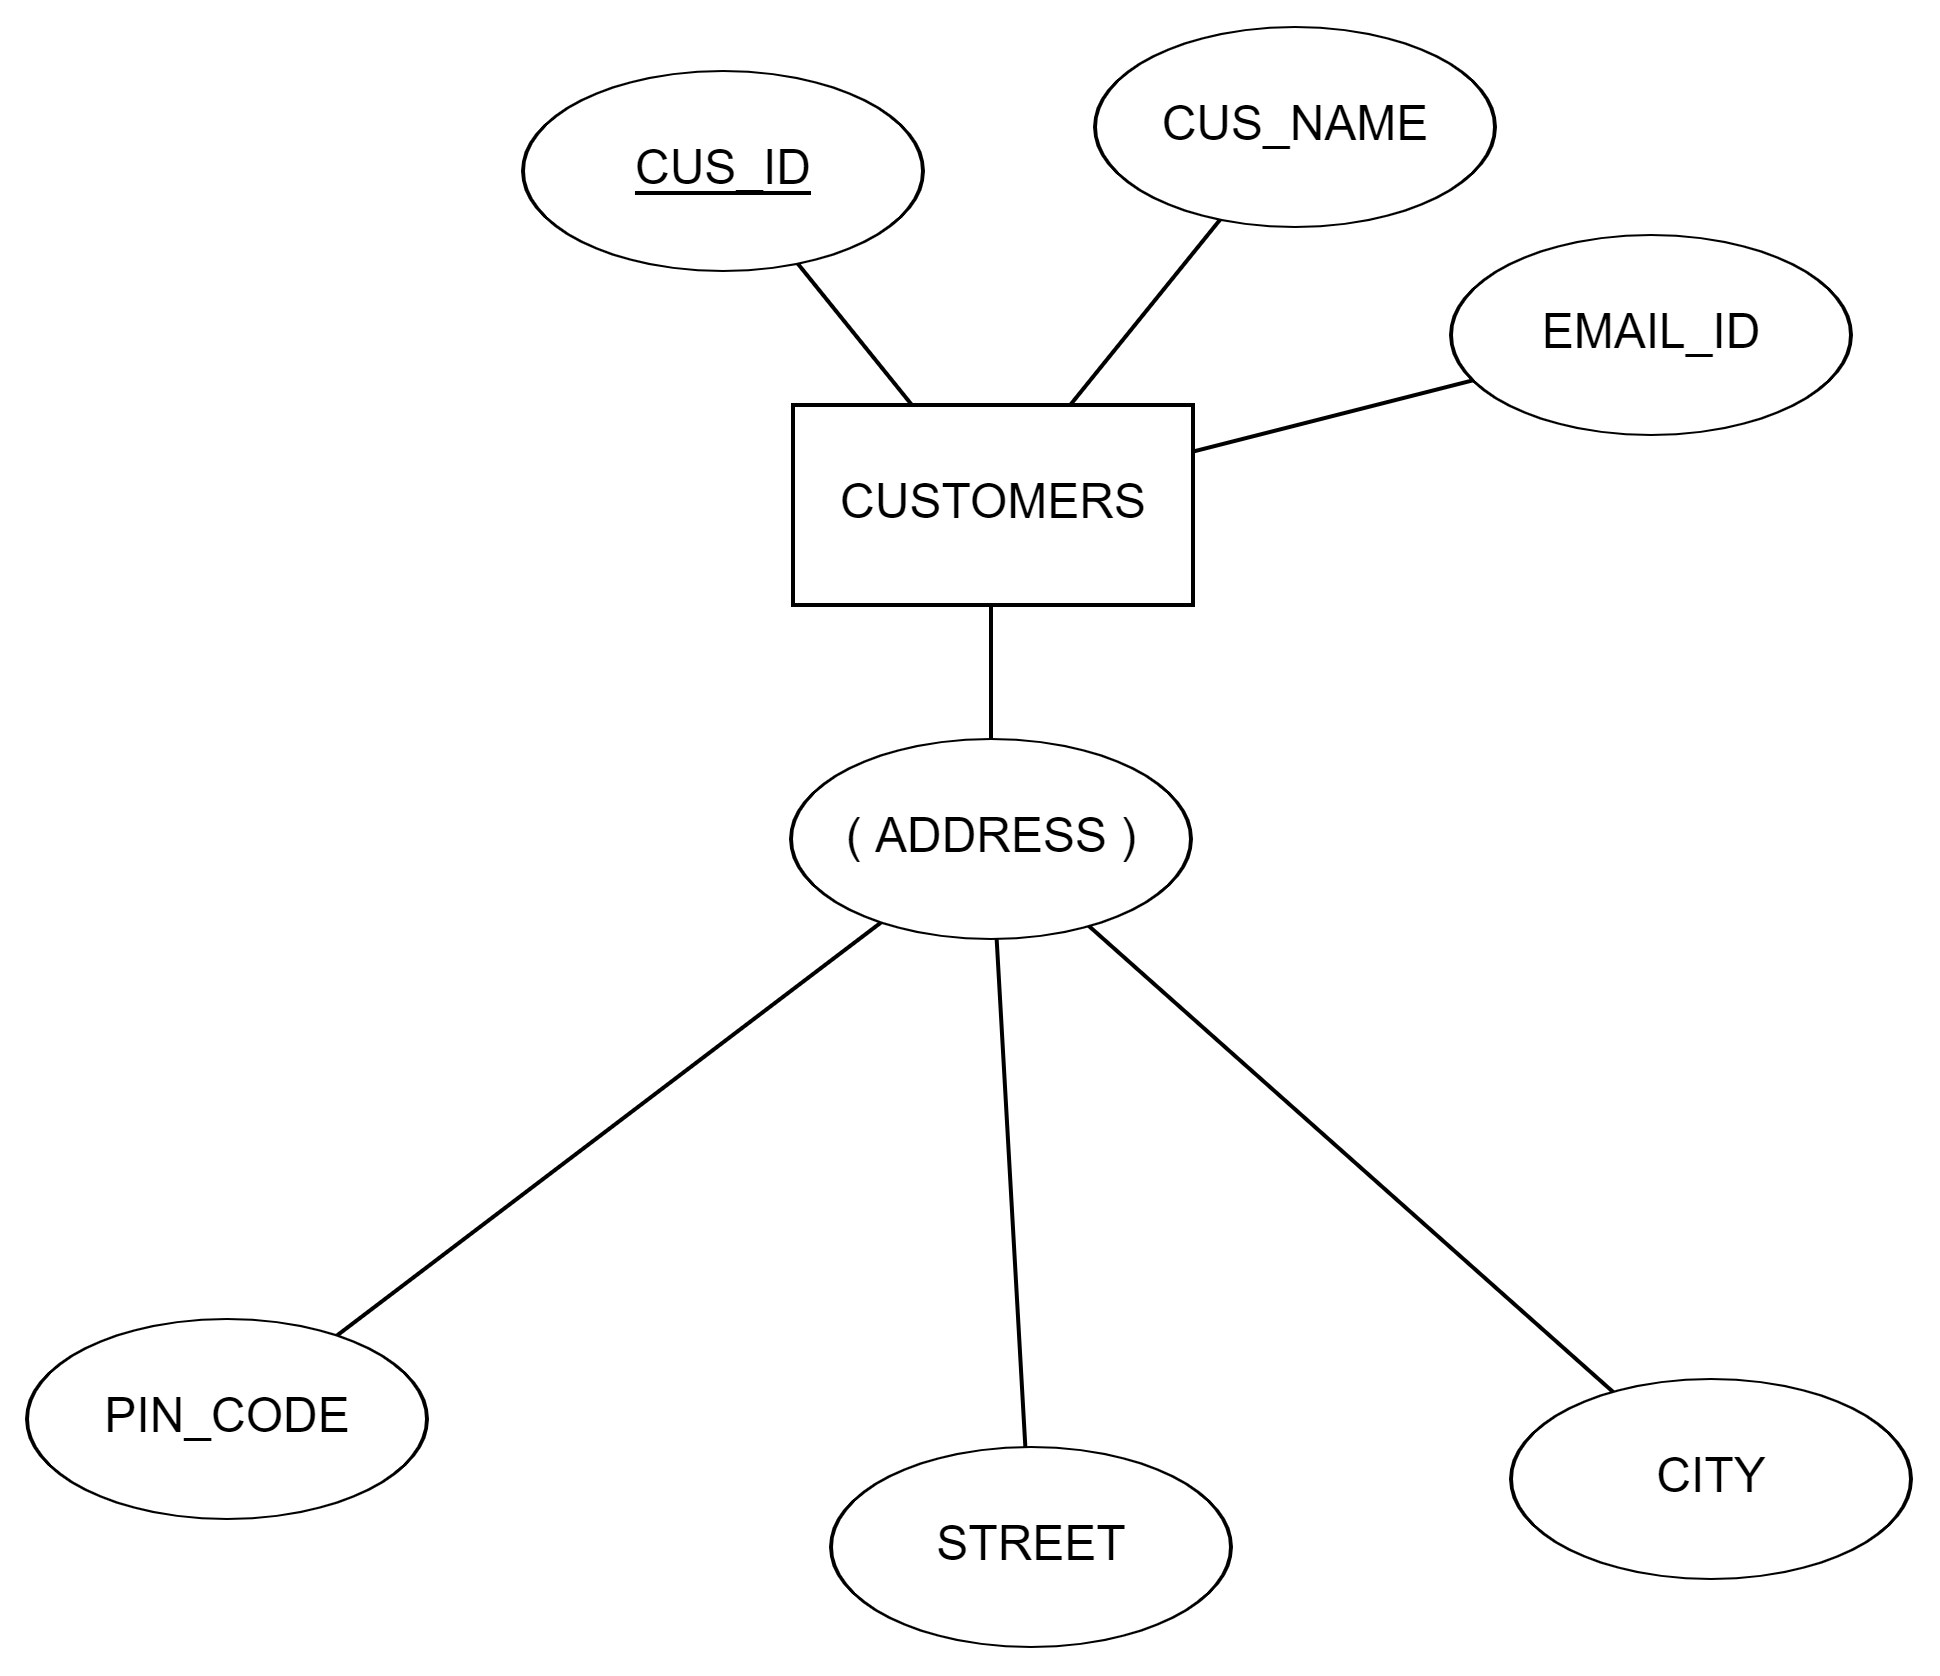 CUS_NAME
CUS_ID
EMAIL_ID
CUSTOMERS
( ADDRESS )
PIN_CODE
CITY
STREET